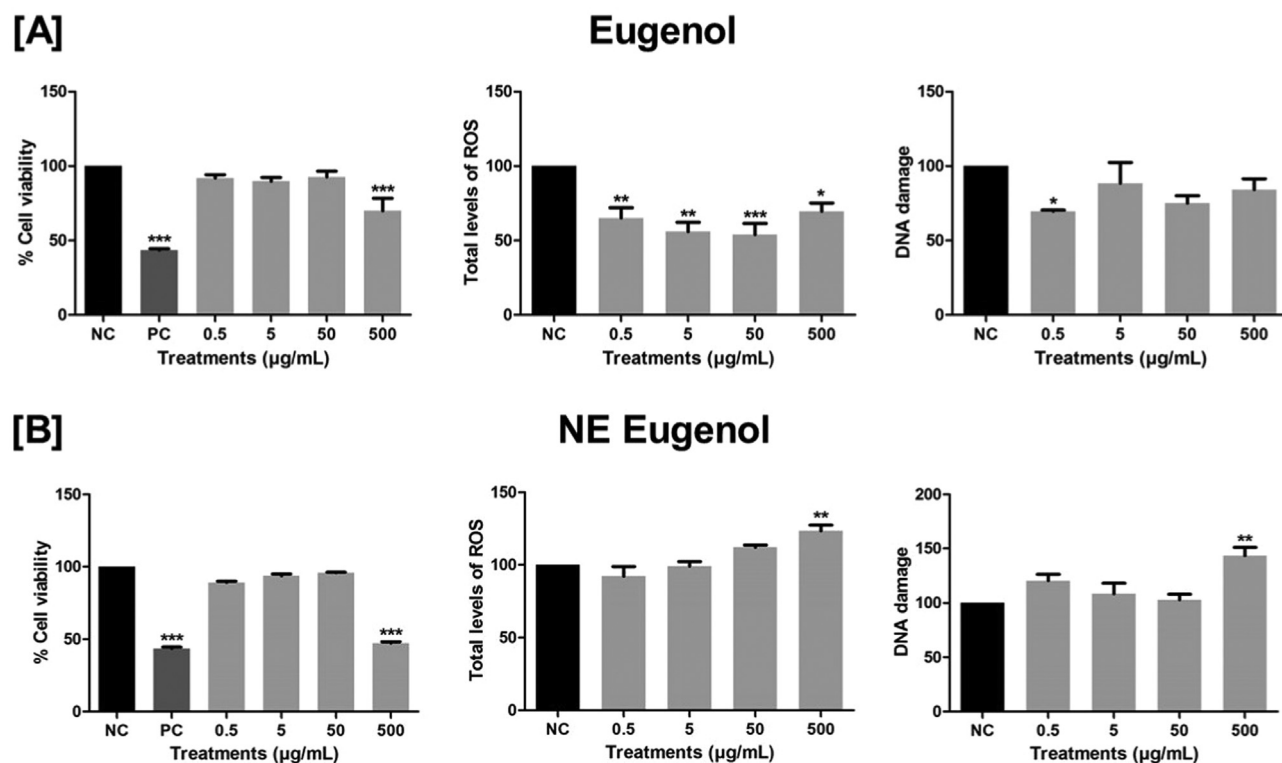 [A]
Eugenol
% Cell viability
150
100
50
0
***
***
NC PC 0.5 5 50 500
Treatments (µg/mL)
Total levels of ROS
150
100
50
0
**
**
***
*
NC 0.5 5 50 500
Treatments (µg/mL)
DNA damage
150
100
50
0
*
NC 0.5 5 50 500
Treatments (µg/mL)
[B]
NE Eugenol
% Cell viability
150
100
50
0
***
***
NC PC 0.5 5 50 500
Treatments (µg/mL)
Total levels of ROS
150
100
50
0
**
NC 0.5 5 50 500
Treatments (µg/mL)
DNA damage
200
150
100
50
0
**
NC 0.5 5 50 500
Treatments (µg/mL)